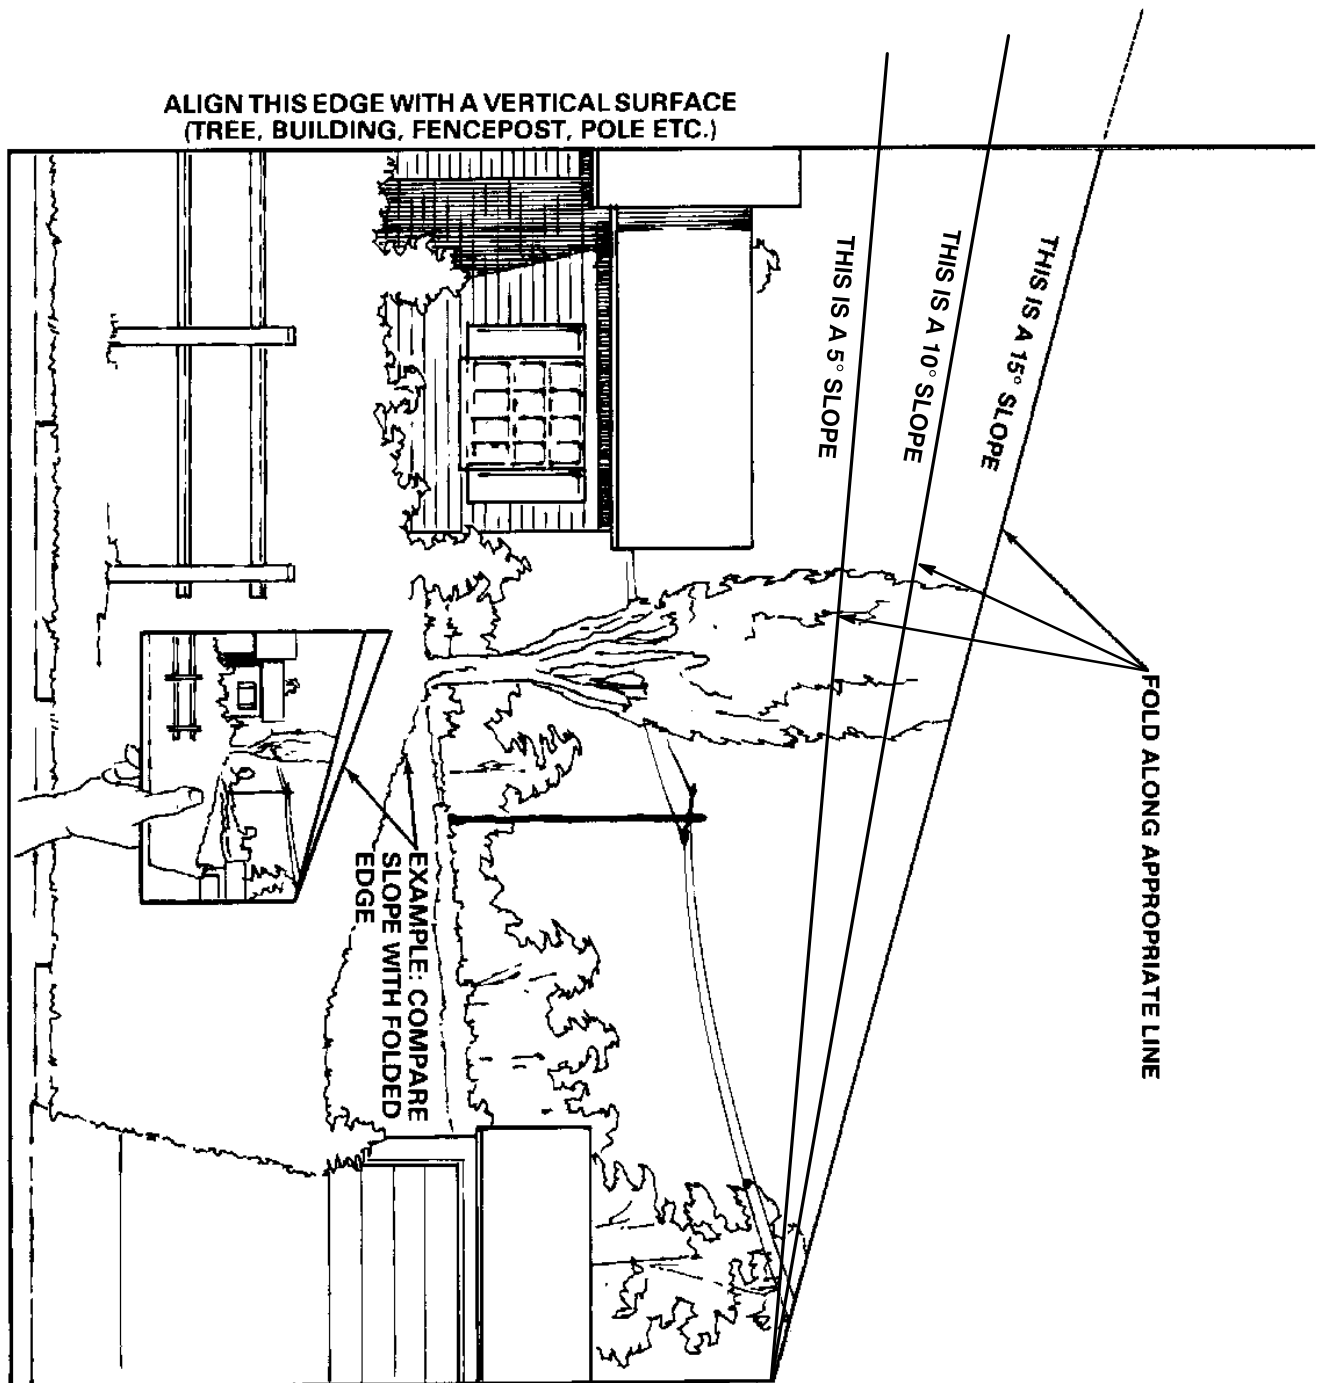 ALIGN THIS EDGE WITH A VERTICAL SURFACE
(TREE, BUILDING, FENCEPOST, POLE ETC.)
THIS IS A 15° SLOPE
THIS IS A 10° SLOPE
THIS IS A 5° SLOPE
FOLD ALONG APPROPRIATE LINE
EXAMPLE: COMPARE
SLOPE WITH FOLDED
EDGE